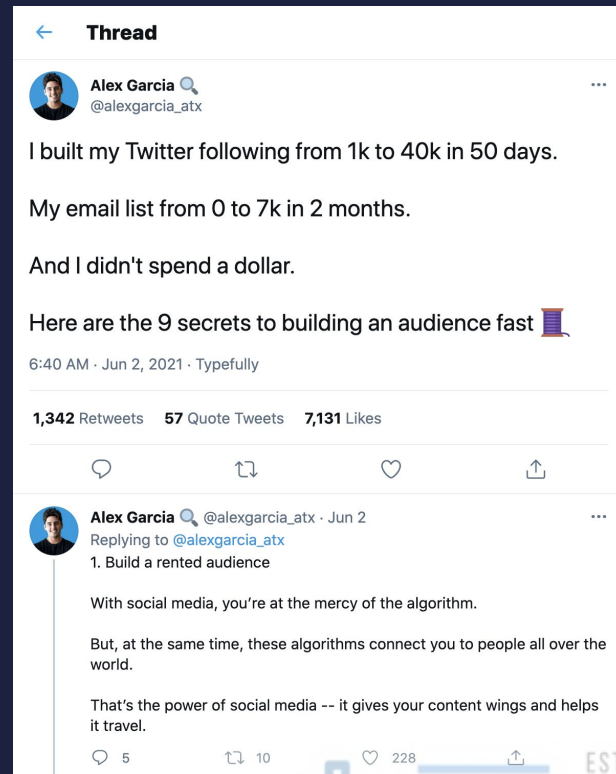 Thread
Alex Garcia
@alexgarcia_atx
I built my Twitter following from 1k to 40k in 50 days.
My email list from 0 to 7k in 2 months.
And I didn't spend a dollar.
Here are the 9 secrets to building an audience fast
6:40 AM · Jun 2, 2021 · Typefully
1,342 Retweets 57 Quote Tweets 7,131 Likes
Alex Garcia @alexgarcia_atx · Jun 2
Replying to @alexgarcia_atx
1. Build a rented audience
With social media, you’re at the mercy of the algorithm.
But, at the same time, these algorithms connect you to people all over the
world.
That’s the power of social media -- it gives your content wings and helps
it travel.
5 10 228
EST